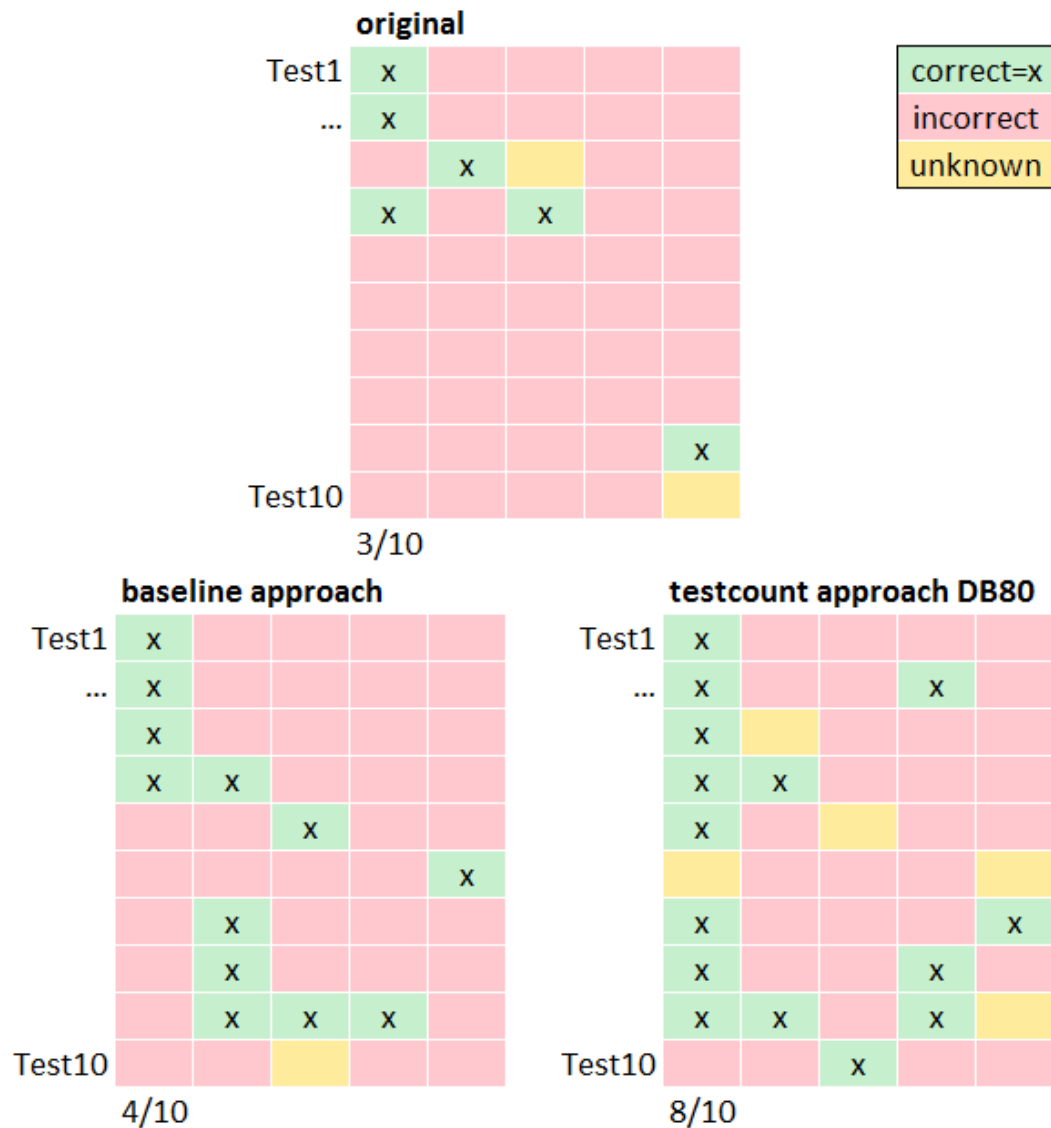 original
Test1 x
correct=x
... x
incorrect
x
unknown
x x
x
Test10
3/10
baseline approach
Test1 x
... x
x
x x
x
x
x
x
x x x
Test10
4/10
testcount approach DB80
Test1 x
... x x
x
x x
x
x x
x x
x x x
Test10 x
8/10